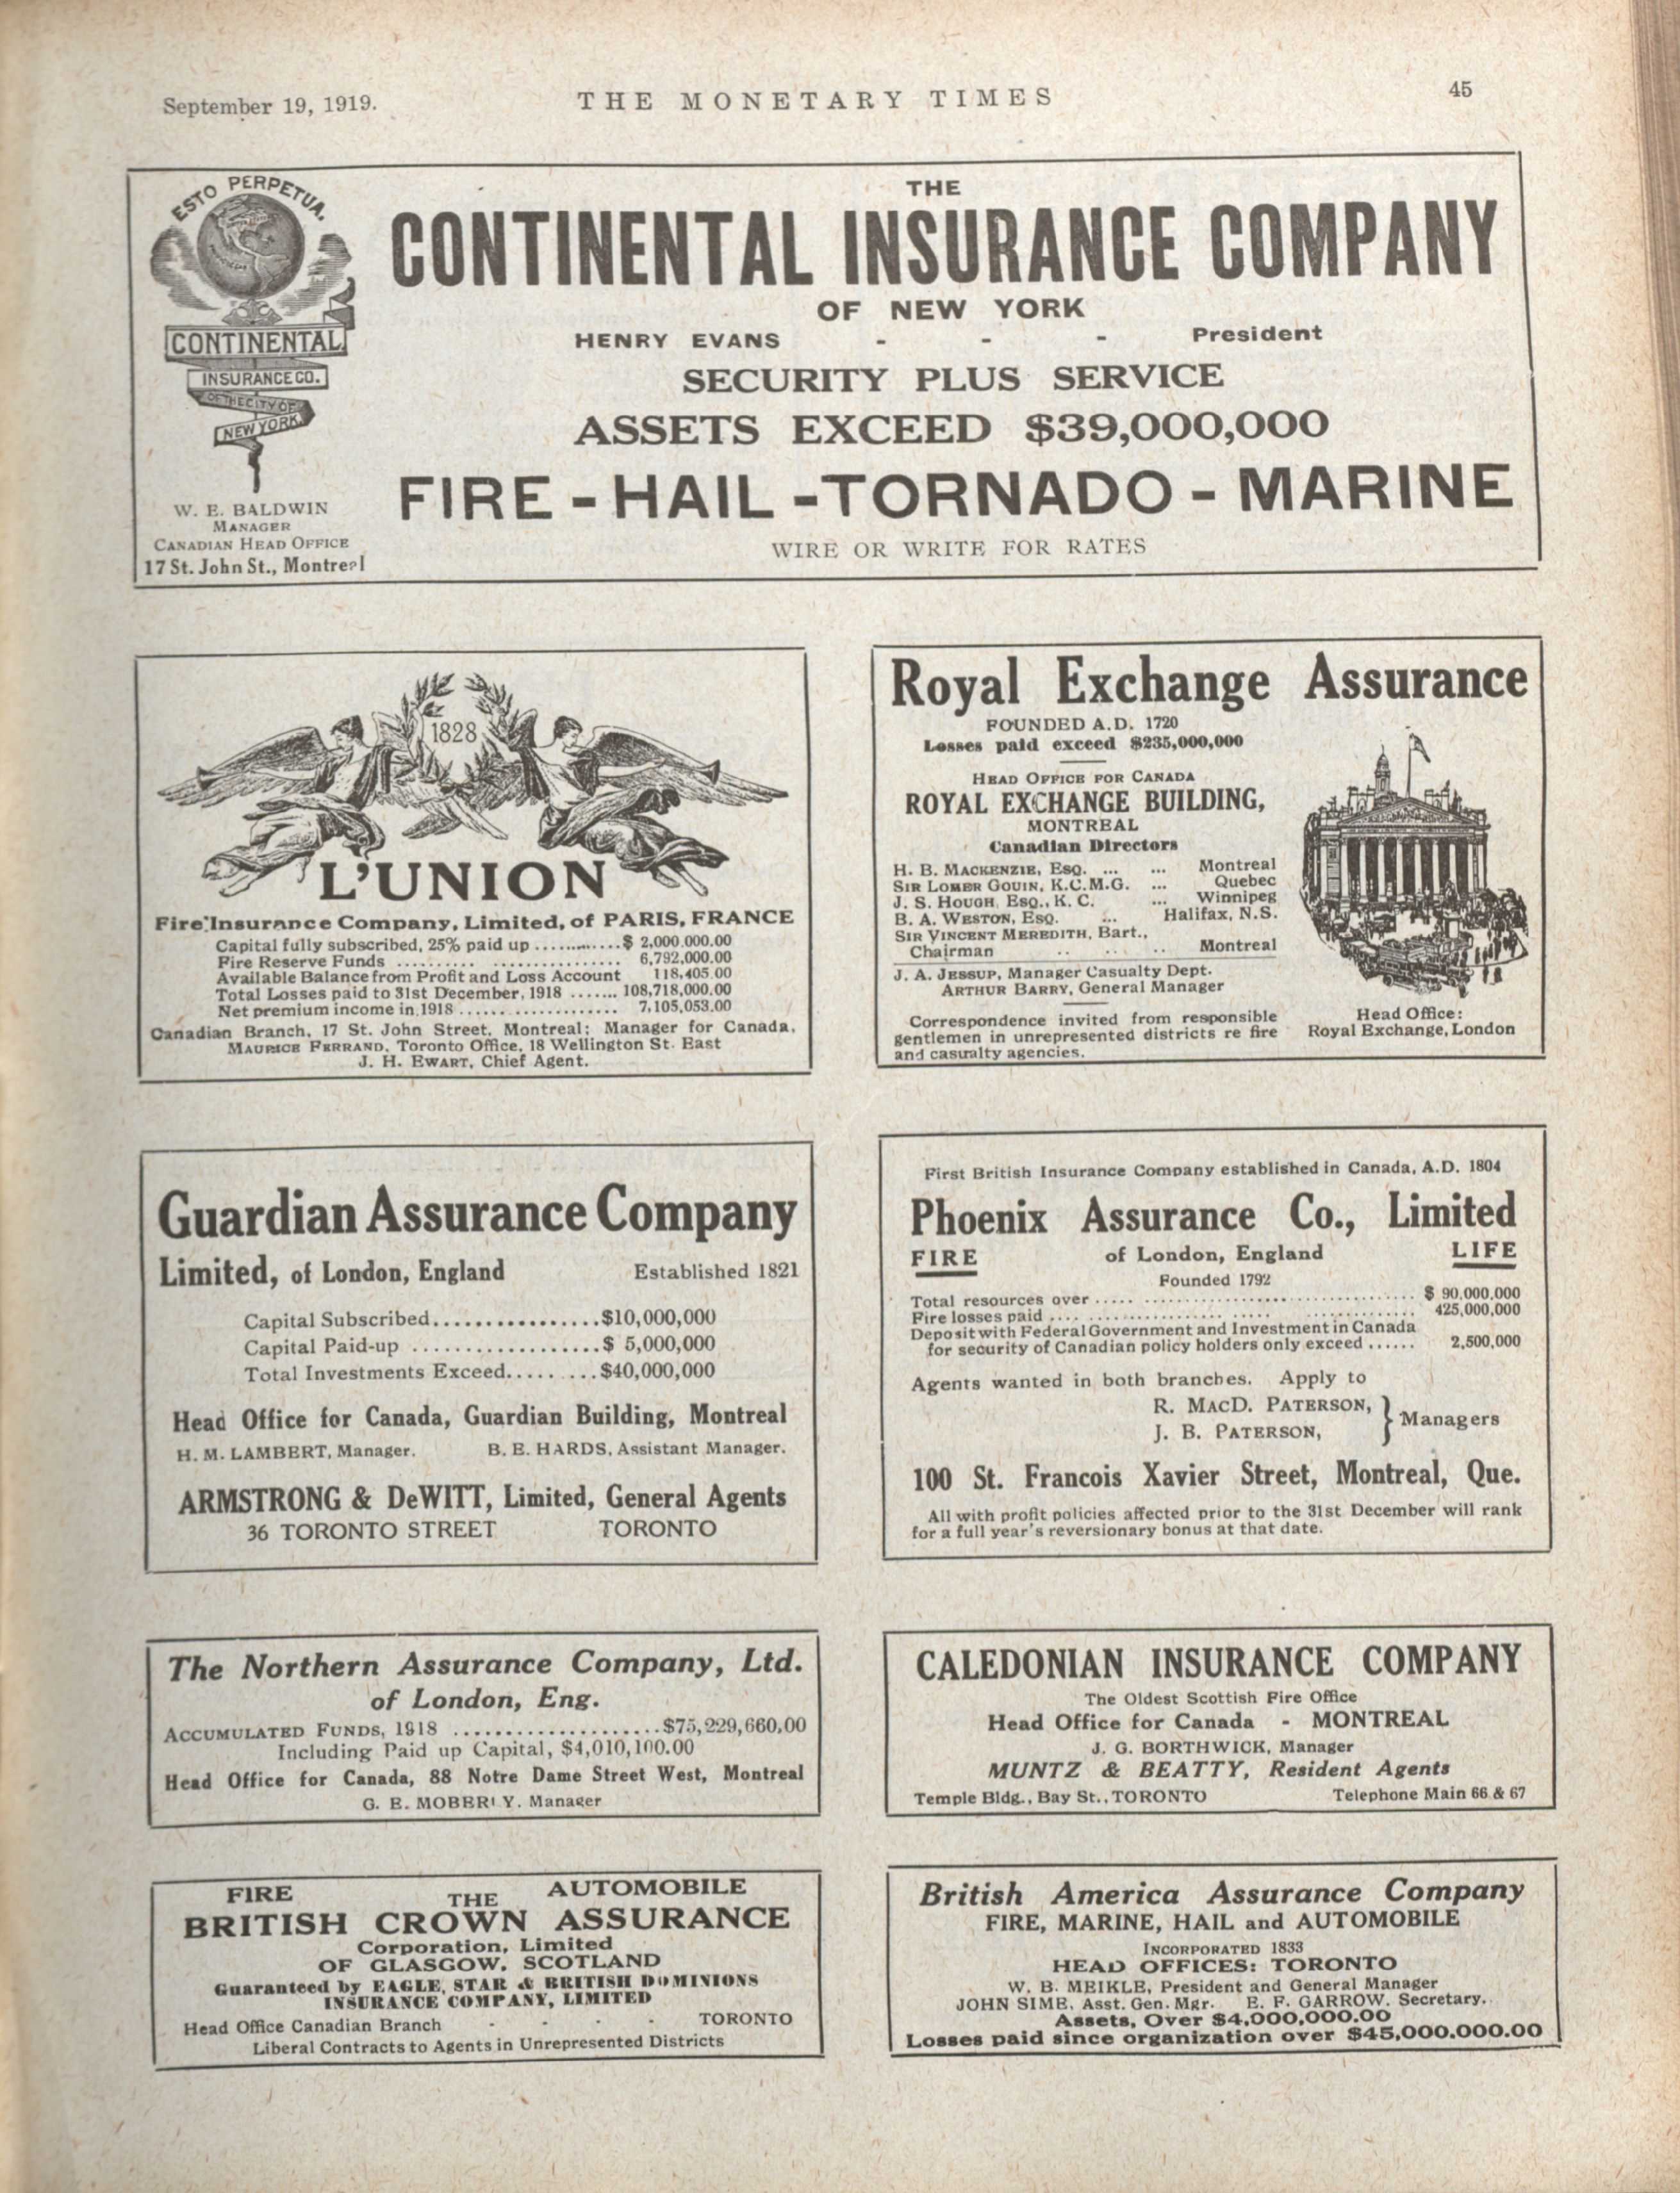 September 19, 1919.
THE MONETARY TIMES
45
ESTO PERPETUA.
CONTINENTAL
INSURANCE CO.
OF THE CITY OF
NEW YORK
W. E. BALDWIN
MANAGER
CANADIAN HEAD OFFICE
17 St. John St., Montreal
THE
CONTINENTAL INSURANCE COMPANY
OF NEW YORK
HENRY EVANS - - - President
SECURITY PLUS SERVICE
ASSETS EXCEED $39,000,000
FIRE - HAIL - TORNADO - MARINE
WIRE OR WRITE FOR RATES
1828
L'UNION
Fire Insurance Company, Limited, of PARIS, FRANCE
Capital fully subscribed, 25% paid up ..............$ 2,000,000.00
Fire Reserve Funds .......... ................ 6,792,000.00
Available Balance from Profit and Loss Account 118,405.00
Total Losses paid to 31st December, 1918 ....... 108,718,000.00
Net premium income in 1918 ...................... 7,105,053.00
Canadian Branch, 17 St. John Street, Montreal; Manager for Canada,
MAURICE FERRAND, Toronto Office, 18 Wellington St. East
J. H. EWART, Chief Agent.
Royal Exchange Assurance
FOUNDED A.D. 1720
Losses paid exceed $235,000,000
HEAD OFFICE FOR CANADA
ROYAL EXCHANGE BUILDING,
MONTREAL
Canadian Directors
H. B. MACKENZIE, ESQ. ... ... Montreal
SIR LOMER GOUIN, K.C.M.G. ... Quebec
J. S. HOUGH, ESQ., K. C. ... Winnipeg
B. A. WESTON, ESQ. ... Halifax, N.S.
SIR VINCENT MEREDITH, Bart.,
Chairman .. .. .. Montreal
J. A. JESSUP, Manager Casualty Dept.
ARTHUR BARRY, General Manager
Correspondence invited from responsible
gentlemen in unrepresented districts re fire
and casualty agencies.
Head Office:
Royal Exchange, London
Guardian Assurance Company
Limited, of London, England Established 1821
Capital Subscribed................$10,000,000
Capital Paid-up ..................$ 5,000,000
Total Investments Exceed.........$40,000,000
Head Office for Canada, Guardian Building, Montreal
H. M. LAMBERT, Manager. B. E. HARDS, Assistant Manager.
ARMSTRONG & DeWITT, Limited, General Agents
36 TORONTO STREET TORONTO
First British Insurance Company established in Canada, A.D. 1804
Phoenix Assurance Co., Limited
FIRE of London, England LIFE
Founded 1792
Total resources over ..... ................................... $ 90,000,000
Fire losses paid .... ........................ ............. 425,000,000
Deposit with Federal Government and Investment in Canada
for security of Canadian policy holders only exceed ...... 2,500,000
Agents wanted in both branches. Apply to
R. MACD. PATERSON,
J. B. PATERSON,
} Managers
100 St. Francois Xavier Street, Montreal, Que.
All with profit policies affected prior to the 31st December will rank
for a full year's reversionary bonus at that date.
The Northern Assurance Company, Ltd.
of London, Eng.
ACCUMULATED FUNDS, 1918 ....................$75,229,660.00
Including Paid up Capital, $4,010,100.00
Head Office for Canada, 88 Notre Dame Street West, Montreal
G. E. MOBERLY, Manager
CALEDONIAN INSURANCE COMPANY
The Oldest Scottish Fire Office
Head Office for Canada - MONTREAL
J. G. BORTHWICK, Manager
MUNTZ & BEATTY, Resident Agents
Temple Bldg., Bay St., TORONTO Telephone Main 66 & 67
FIRE THE AUTOMOBILE
BRITISH CROWN ASSURANCE
Corporation, Limited
OF GLASGOW, SCOTLAND
Guaranteed by EAGLE, STAR & BRITISH DOMINIONS
INSURANCE COMPANY, LIMITED
Head Office Canadian Branch - - - - TORONTO
Liberal Contracts to Agents in Unrepresented Districts
British America Assurance Company
FIRE, MARINE, HAIL and AUTOMOBILE
INCORPORATED 1833
HEAD OFFICES: TORONTO
W. B. MEIKLE, President and General Manager
JOHN SIME, Asst. Gen. Mgr. E. F. GARROW, Secretary.
Assets, Over $4,000,000.00
Losses paid since organization over $45,000,000.00